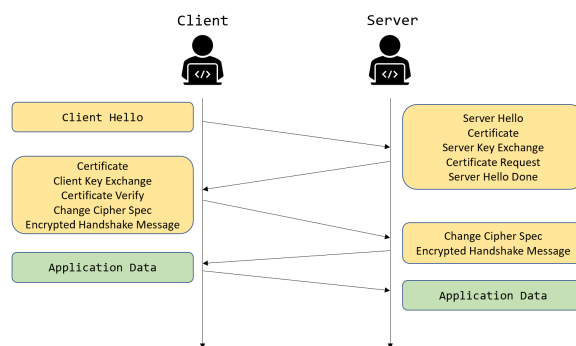 Client
Server
</>
</>
Client Hello
Server Hello
Certificate
Server Key Exchange
Certificate Request
Server Hello Done
Certificate
Client Key Exchange
Certificate Verify
Change Cipher Spec
Encrypted Handshake Message
Change Cipher Spec
Encrypted Handshake Message
Application Data
Application Data